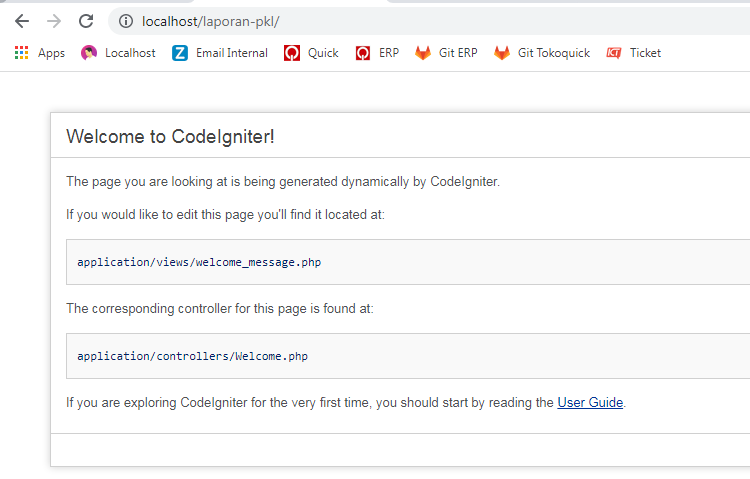 localhost/laporan-pkl/
Apps Localhost Email Internal Quick ERP Git ERP Git Tokoquick Ticket
Welcome to CodeIgniter!
The page you are looking at is being generated dynamically by CodeIgniter.
If you would like to edit this page you'll find it located at:
application/views/welcome_message.php
The corresponding controller for this page is found at:
application/controllers/Welcome.php
If you are exploring CodeIgniter for the very first time, you should start by reading the User Guide.